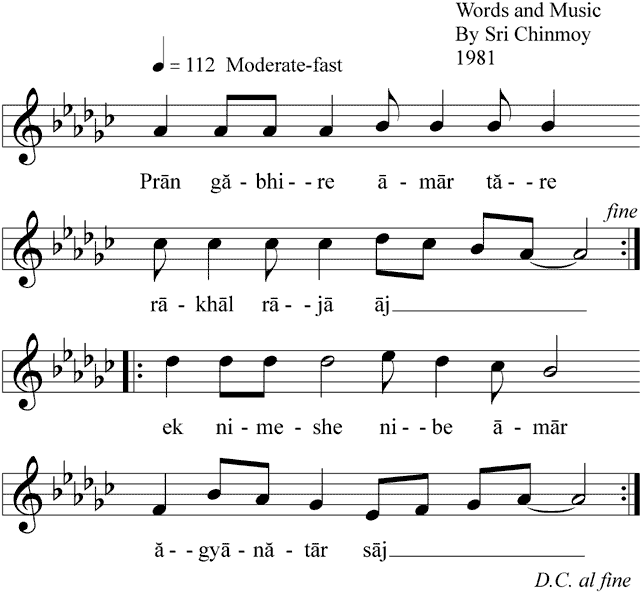 Words and Music
By Sri Chinmoy
1981
♩ = 112 Moderate-fast
Prān gă - bhi - - re ā - mār tă - - re
fine
rā - khāl rā - - jā āj
ek ni - me - she ni - - be ā - mār
ă - - gyā - nă - tār sāj
D.C. al fine